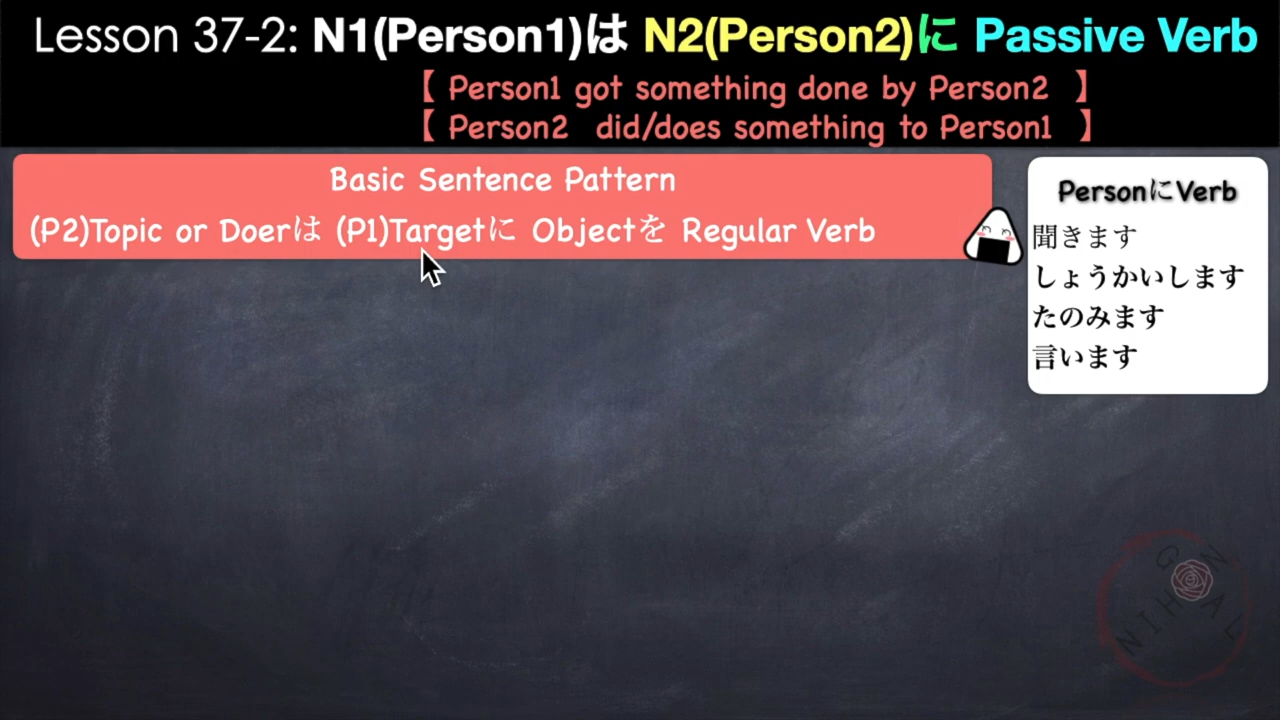 Lesson 37-2: N1(Person1)は N2(Person2)に Passive Verb
【 Person1 got something done by Person2 】
【 Person2 did/does something to Person1 】
Basic Sentence Pattern
(P2)Topic or Doerは (P1)Targetに Objectを Regular Verb
PersonにVerb
聞きます
しょうかいします
たのみます
言います
NIHONGOAL